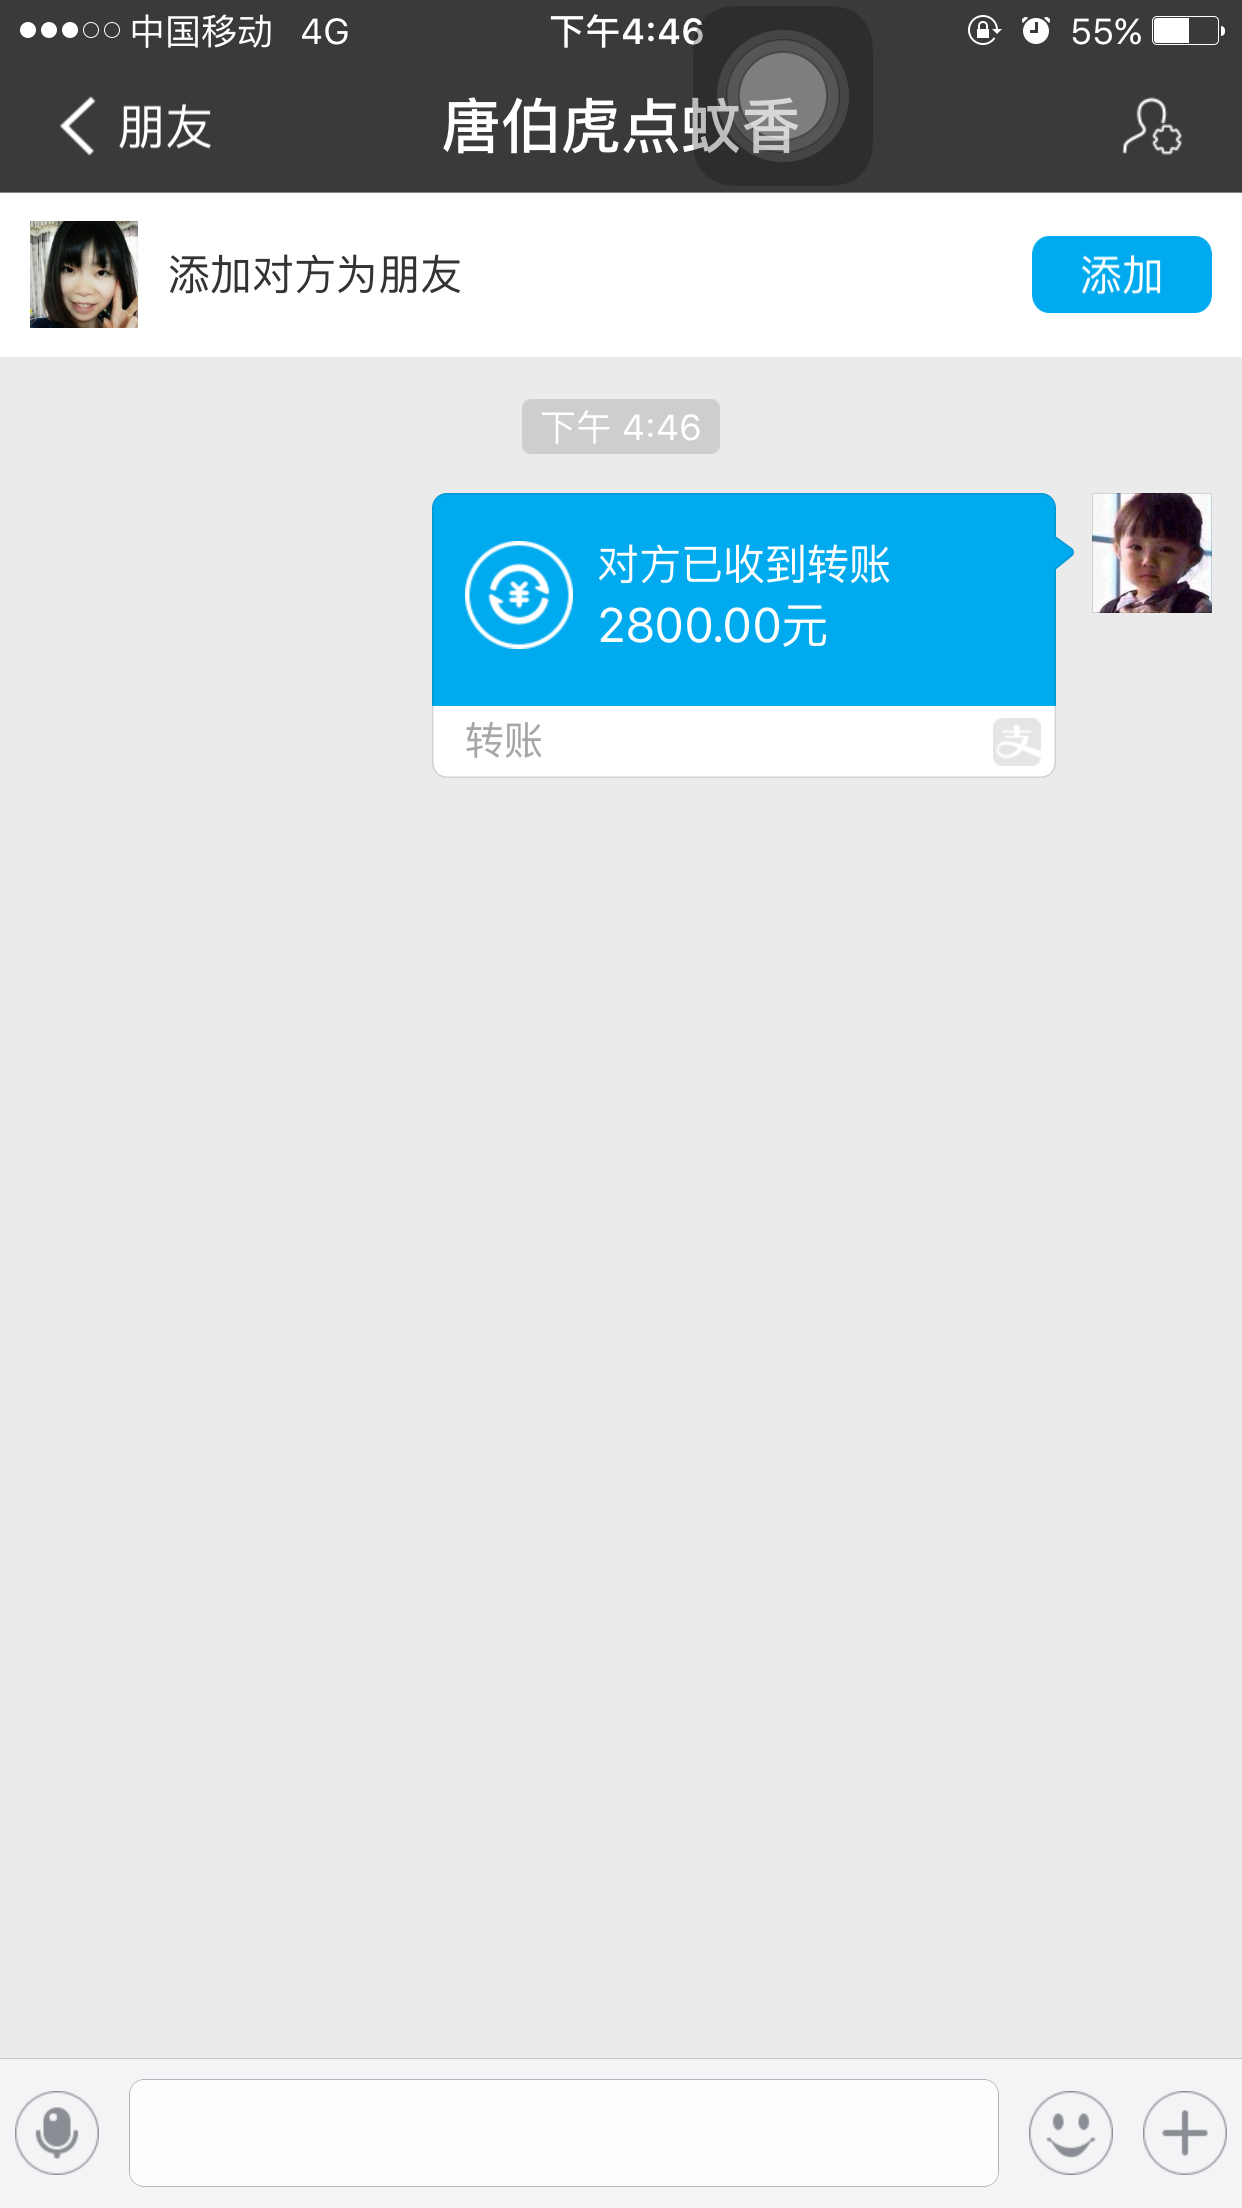 中国移动 4G 下午4:46 55%
朋友 唐伯虎点蚊香
添加对方为朋友 添加
下午 4:46
对方已收到转账
2800.00元
转账 支